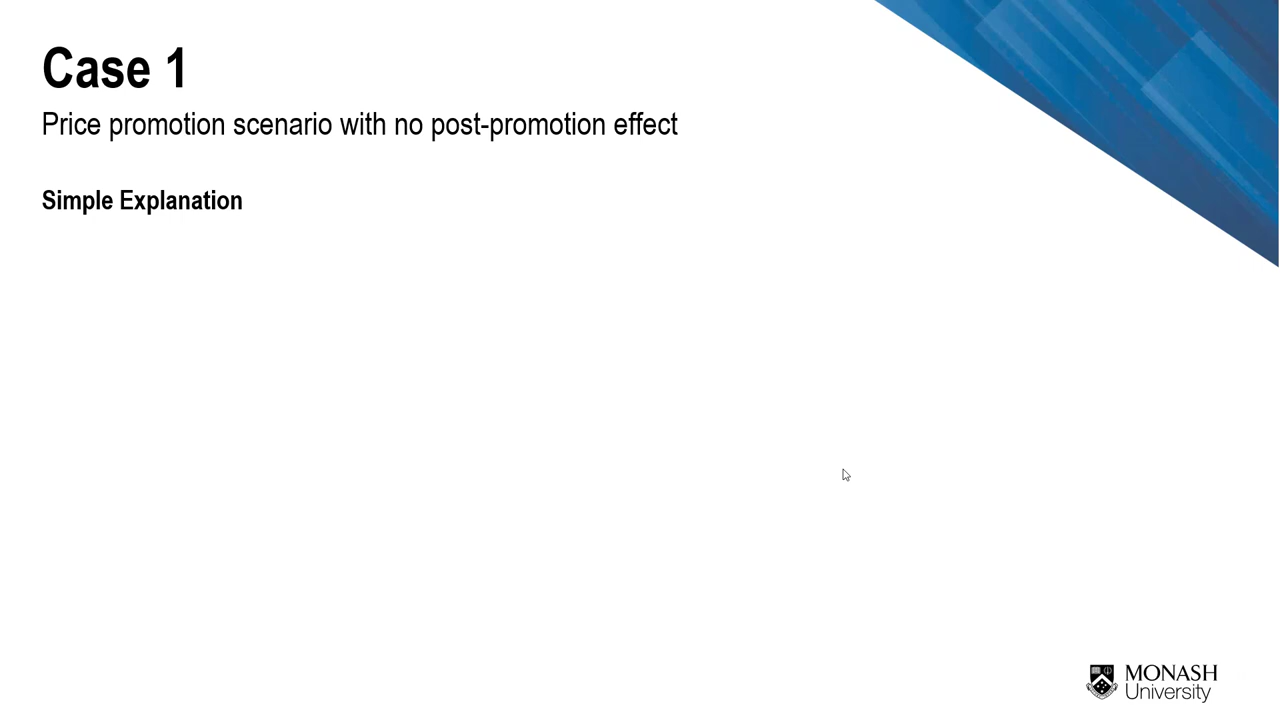 Case 1
Price promotion scenario with no post-promotion effect
Simple Explanation
MONASH
University